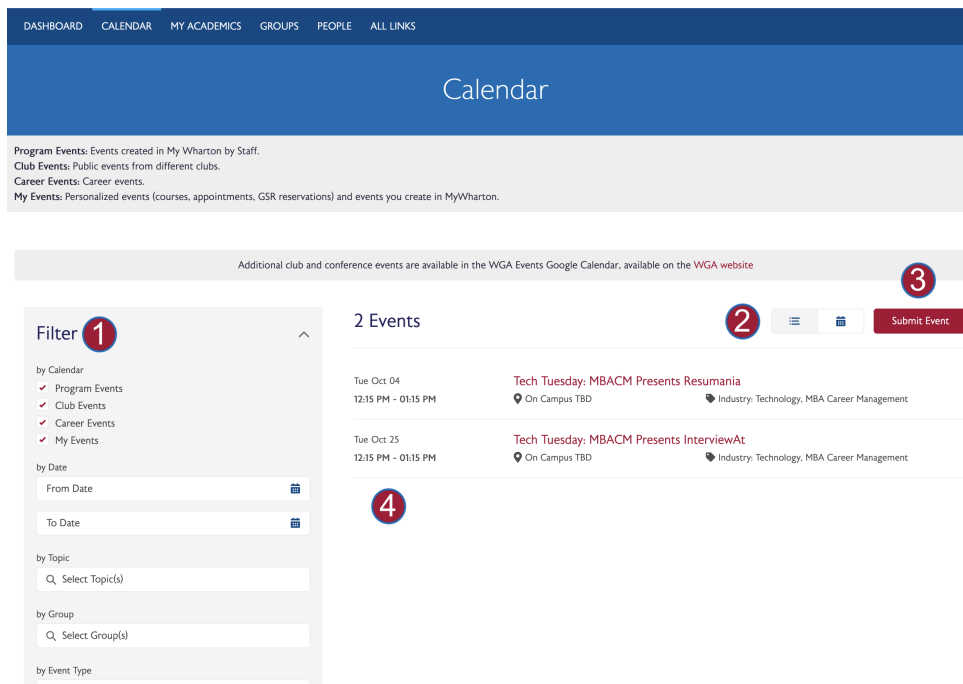 DASHBOARD CALENDAR MY ACADEMICS GROUPS PEOPLE ALL LINKS
Calendar
Program Events: Events created in My Wharton by Staff.
Club Events: Public events from different clubs.
Career Events: Career events.
My Events: Personalized events (courses, appointments, GSR reservations) and events you create in MyWharton.
Additional club and conference events are available in the WGA Events Google Calendar, available on the WGA website
3
Filter 1
by Calendar
Program Events
Club Events
Career Events
My Events
by Date
From Date
To Date
by Topic
Select Topic(s)
by Group
Select Group(s)
by Event Type
2 Events
2
Submit Event
Tue Oct 04
Tech Tuesday: MBACM Presents Resumania
12:15 PM - 01:15 PM
On Campus TBD
Industry: Technology, MBA Career Management
Tue Oct 25
Tech Tuesday: MBACM Presents InterviewAt
12:15 PM - 01:15 PM
On Campus TBD
Industry: Technology, MBA Career Management
4